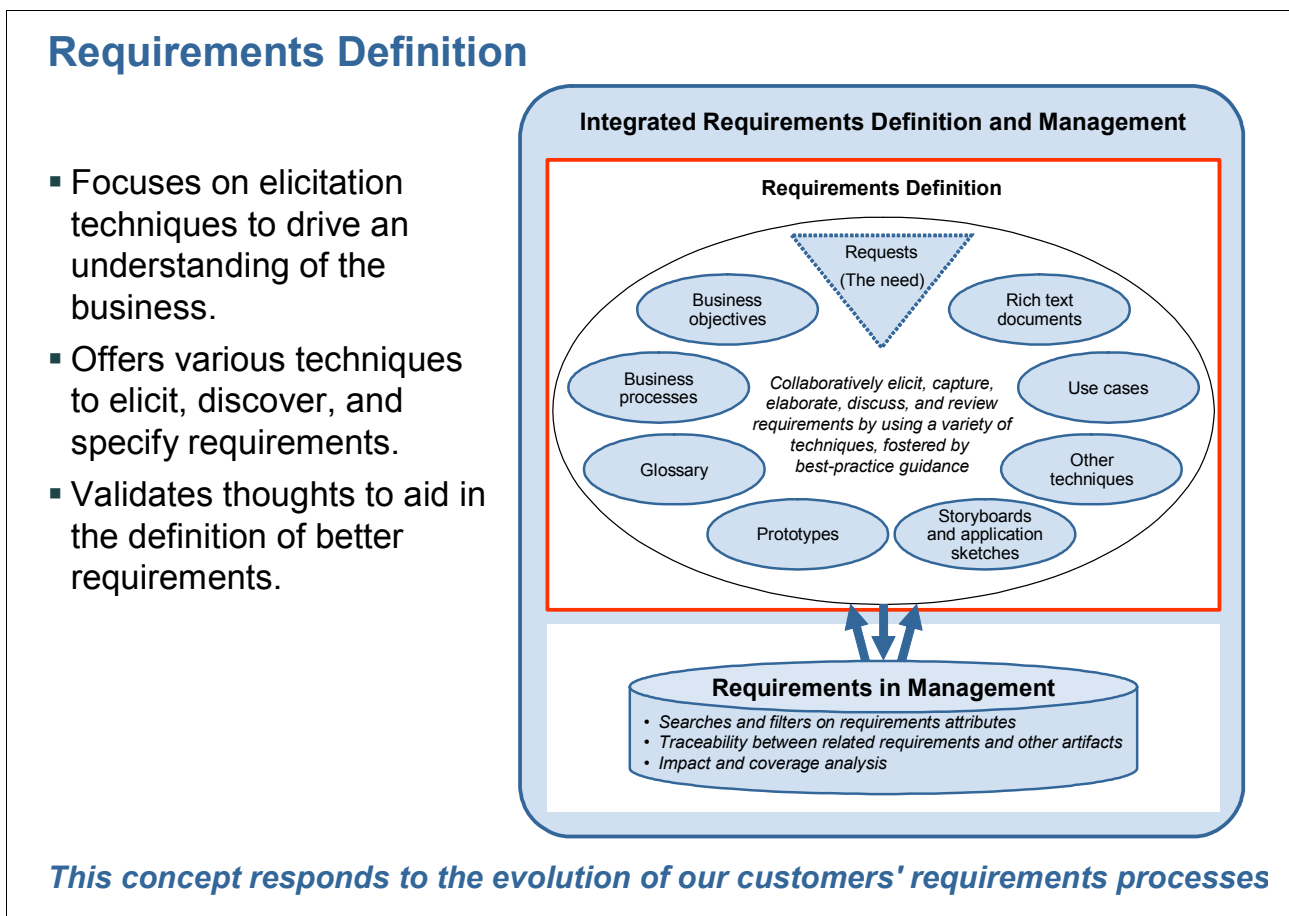 Requirements Definition
▪ Focuses on elicitation
techniques to drive an
understanding of the
business.
▪ Offers various techniques
to elicit, discover, and
specify requirements.
▪ Validates thoughts to aid in
the definition of better
requirements.
Integrated Requirements Definition and Management
Requirements Definition
Requests
(The need)
Business
objectives
Rich text
documents
Business
processes
Collaboratively elicit, capture,
elaborate, discuss, and review
requirements by using a variety of
techniques, fostered by
best-practice guidance
Use cases
Glossary
Other
techniques
Prototypes
Storyboards
and application
sketches
Requirements in Management
• Searches and filters on requirements attributes
• Traceability between related requirements and other artifacts
• Impact and coverage analysis
This concept responds to the evolution of our customers' requirements processes